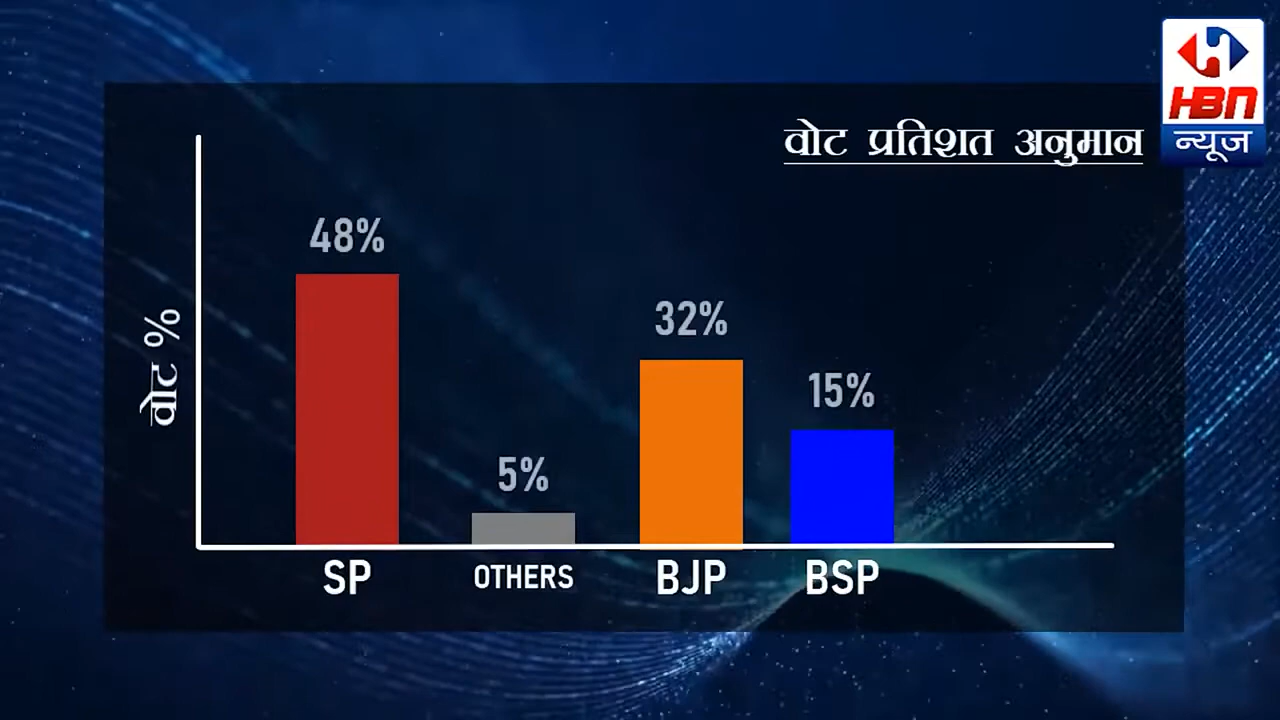 HBN
न्यूज
वोट प्रतिशत अनुमान
वोट %
48%
5%
32%
15%
SP
OTHERS
BJP
BSP